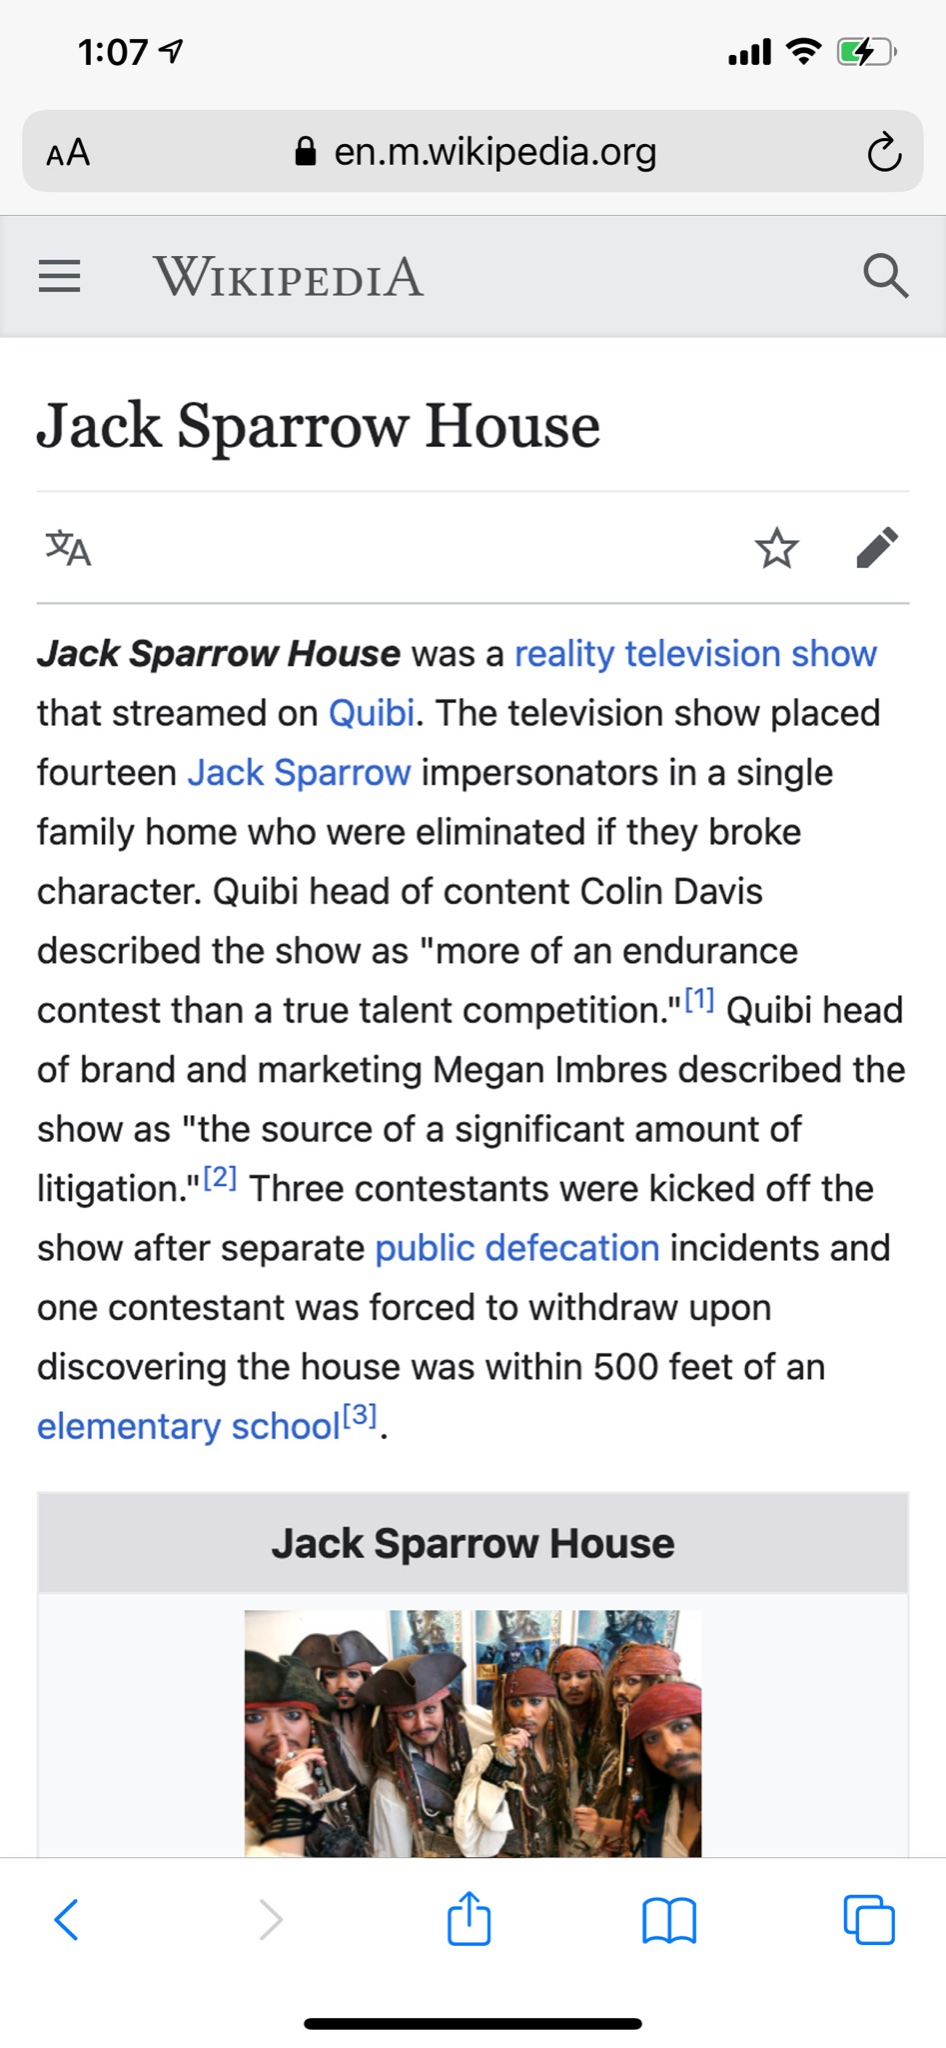 1:07
AA en.m.wikipedia.org
WIKIPEDIA
Jack Sparrow House
文A
Jack Sparrow House was a reality television show
that streamed on Quibi. The television show placed
fourteen Jack Sparrow impersonators in a single
family home who were eliminated if they broke
character. Quibi head of content Colin Davis
described the show as "more of an endurance
contest than a true talent competition."[1] Quibi head
of brand and marketing Megan Imbres described the
show as "the source of a significant amount of
litigation."[2] Three contestants were kicked off the
show after separate public defecation incidents and
one contestant was forced to withdraw upon
discovering the house was within 500 feet of an
elementary school[3].
Jack Sparrow House